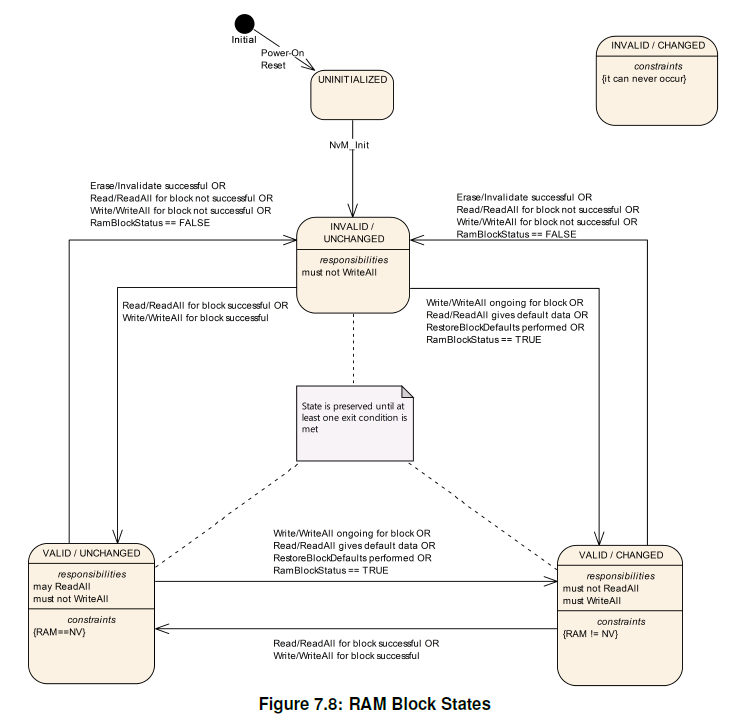 Initial
Power-On
Reset
UNINITIALIZED
INVALID / CHANGED
constraints
{it can never occur}
NvM_Init
Erase/Invalidate successful OR
Read/ReadAll for block not successful OR
Write/WriteAll for block not successful OR
RamBlockStatus == FALSE
Erase/Invalidate successful OR
Read/ReadAll for block not successful OR
Write/WriteAll for block not successful OR
RamBlockStatus == FALSE
INVALID /
UNCHANGED
responsibilities
must not WriteAll
Read/ReadAll for block successful OR
Write/WriteAll for block successful
Write/WriteAll ongoing for block OR
Read/ReadAll gives default data OR
RestoreBlockDefaults performed OR
RamBlockStatus == TRUE
State is preserved until at
least one exit condition is
met
VALID / UNCHANGED
responsibilities
may ReadAll
must not WriteAll
constraints
{RAM==NV}
Write/WriteAll ongoing for block OR
Read/ReadAll gives default data OR
RestoreBlockDefaults performed OR
RamBlockStatus == TRUE
VALID / CHANGED
responsibilities
must not ReadAll
must WriteAll
constraints
{RAM != NV}
Read/ReadAll for block successful OR
Write/WriteAll for block successful
Figure 7.8: RAM Block States